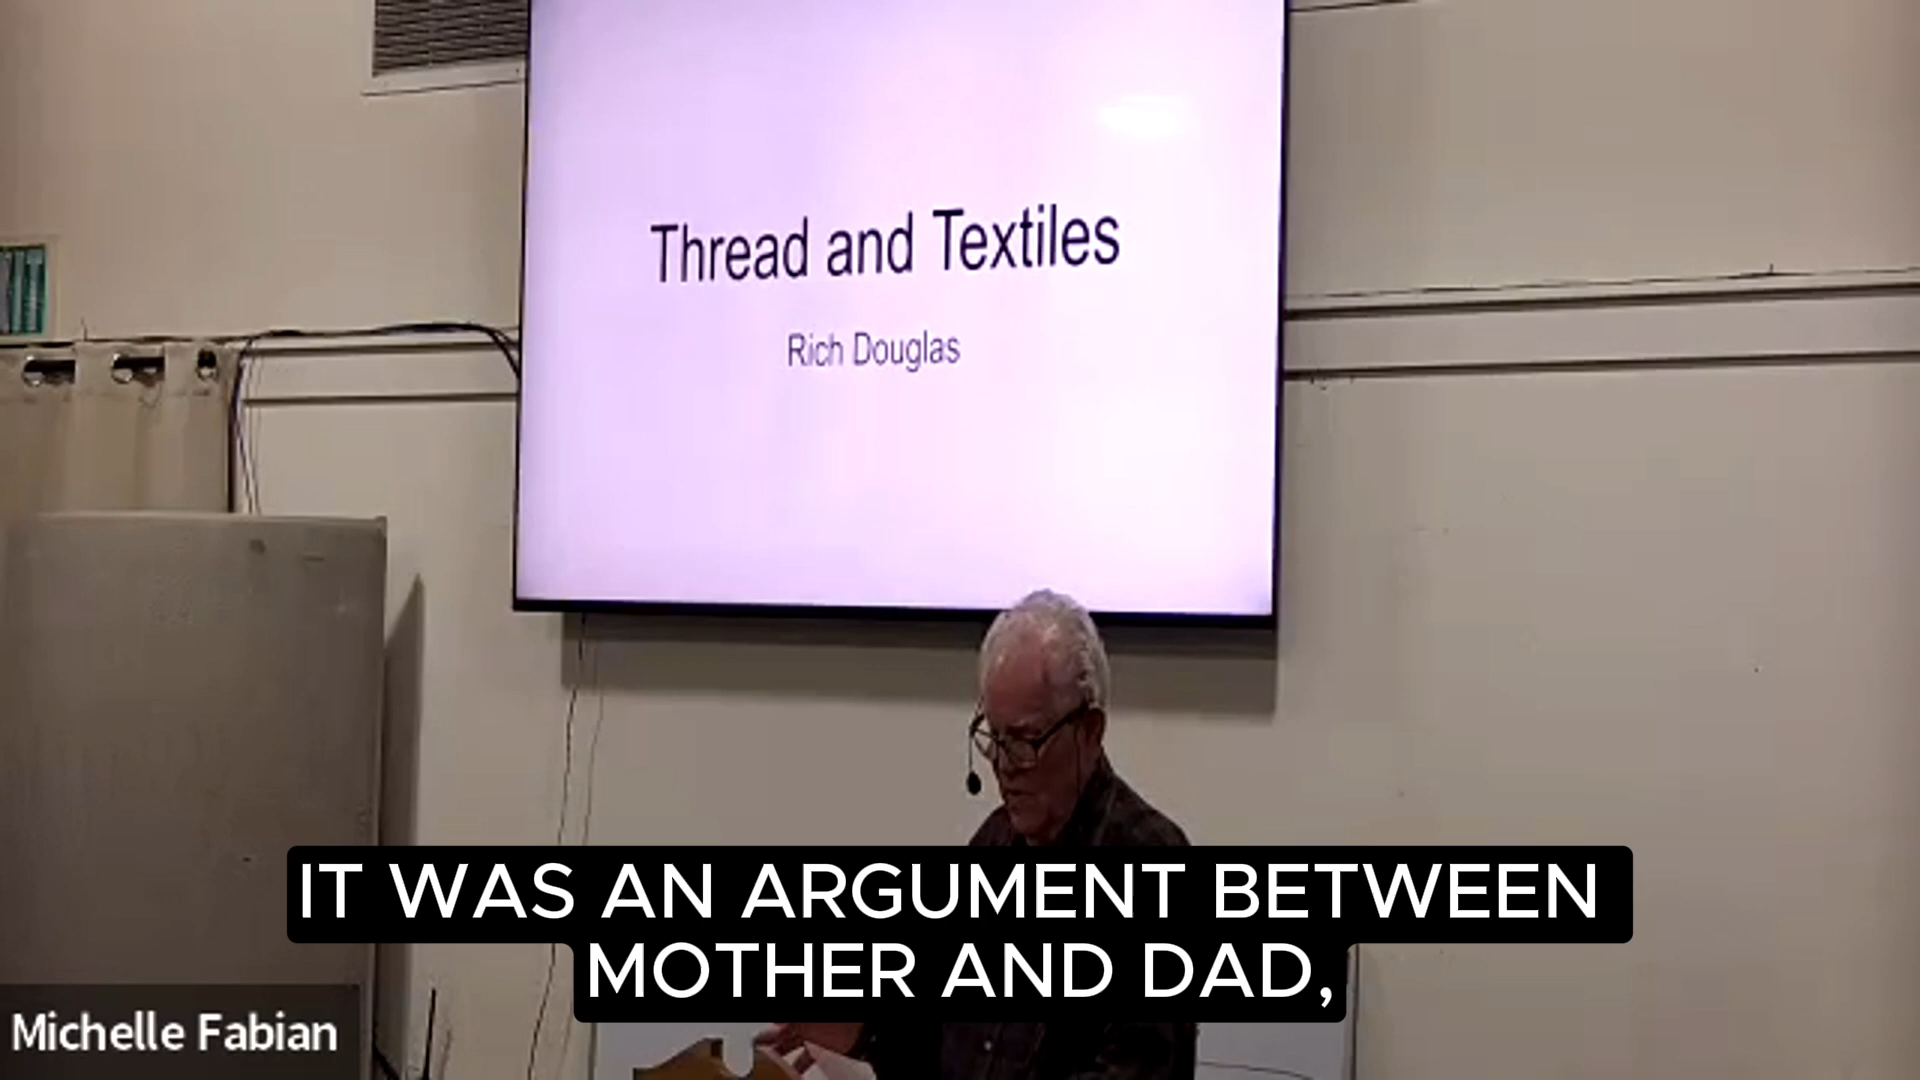 Thread and Textiles
Rich Douglas
IT WAS AN ARGUMENT BETWEEN
MOTHER AND DAD,
Michelle Fabian